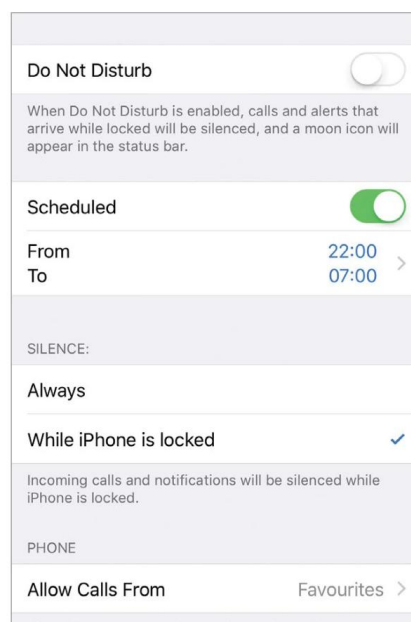 Do Not Disturb
When Do Not Disturb is enabled, calls and alerts that
arrive while locked will be silenced, and a moon icon will
appear in the status bar.
Scheduled
From 22:00
To 07:00
SILENCE:
Always
While iPhone is locked
Incoming calls and notifications will be silenced while
iPhone is locked.
PHONE
Allow Calls From Favourites